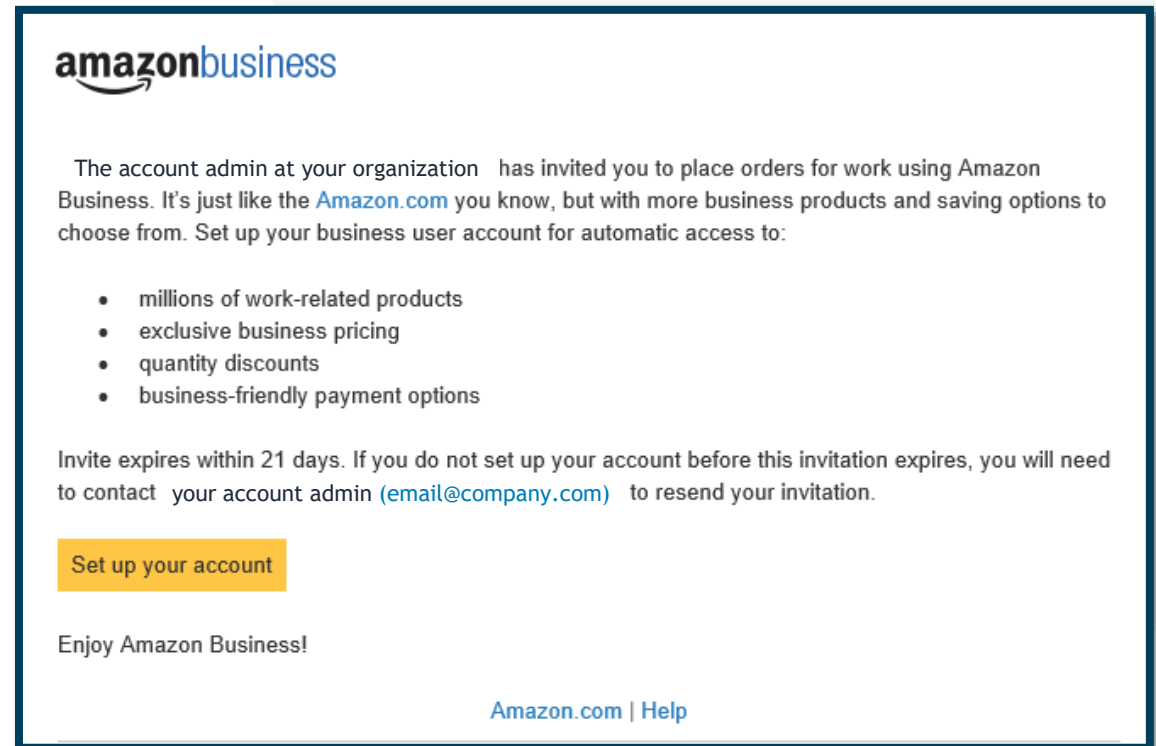 amazonbusiness
The account admin at your organization has invited you to place orders for work using Amazon
Business. It’s just like the Amazon.com you know, but with more business products and saving options to
choose from. Set up your business user account for automatic access to:
• millions of work-related products
• exclusive business pricing
• quantity discounts
• business-friendly payment options
Invite expires within 21 days. If you do not set up your account before this invitation expires, you will need
to contact your account admin (email@company.com) to resend your invitation.
Set up your account
Enjoy Amazon Business!
Amazon.com | Help